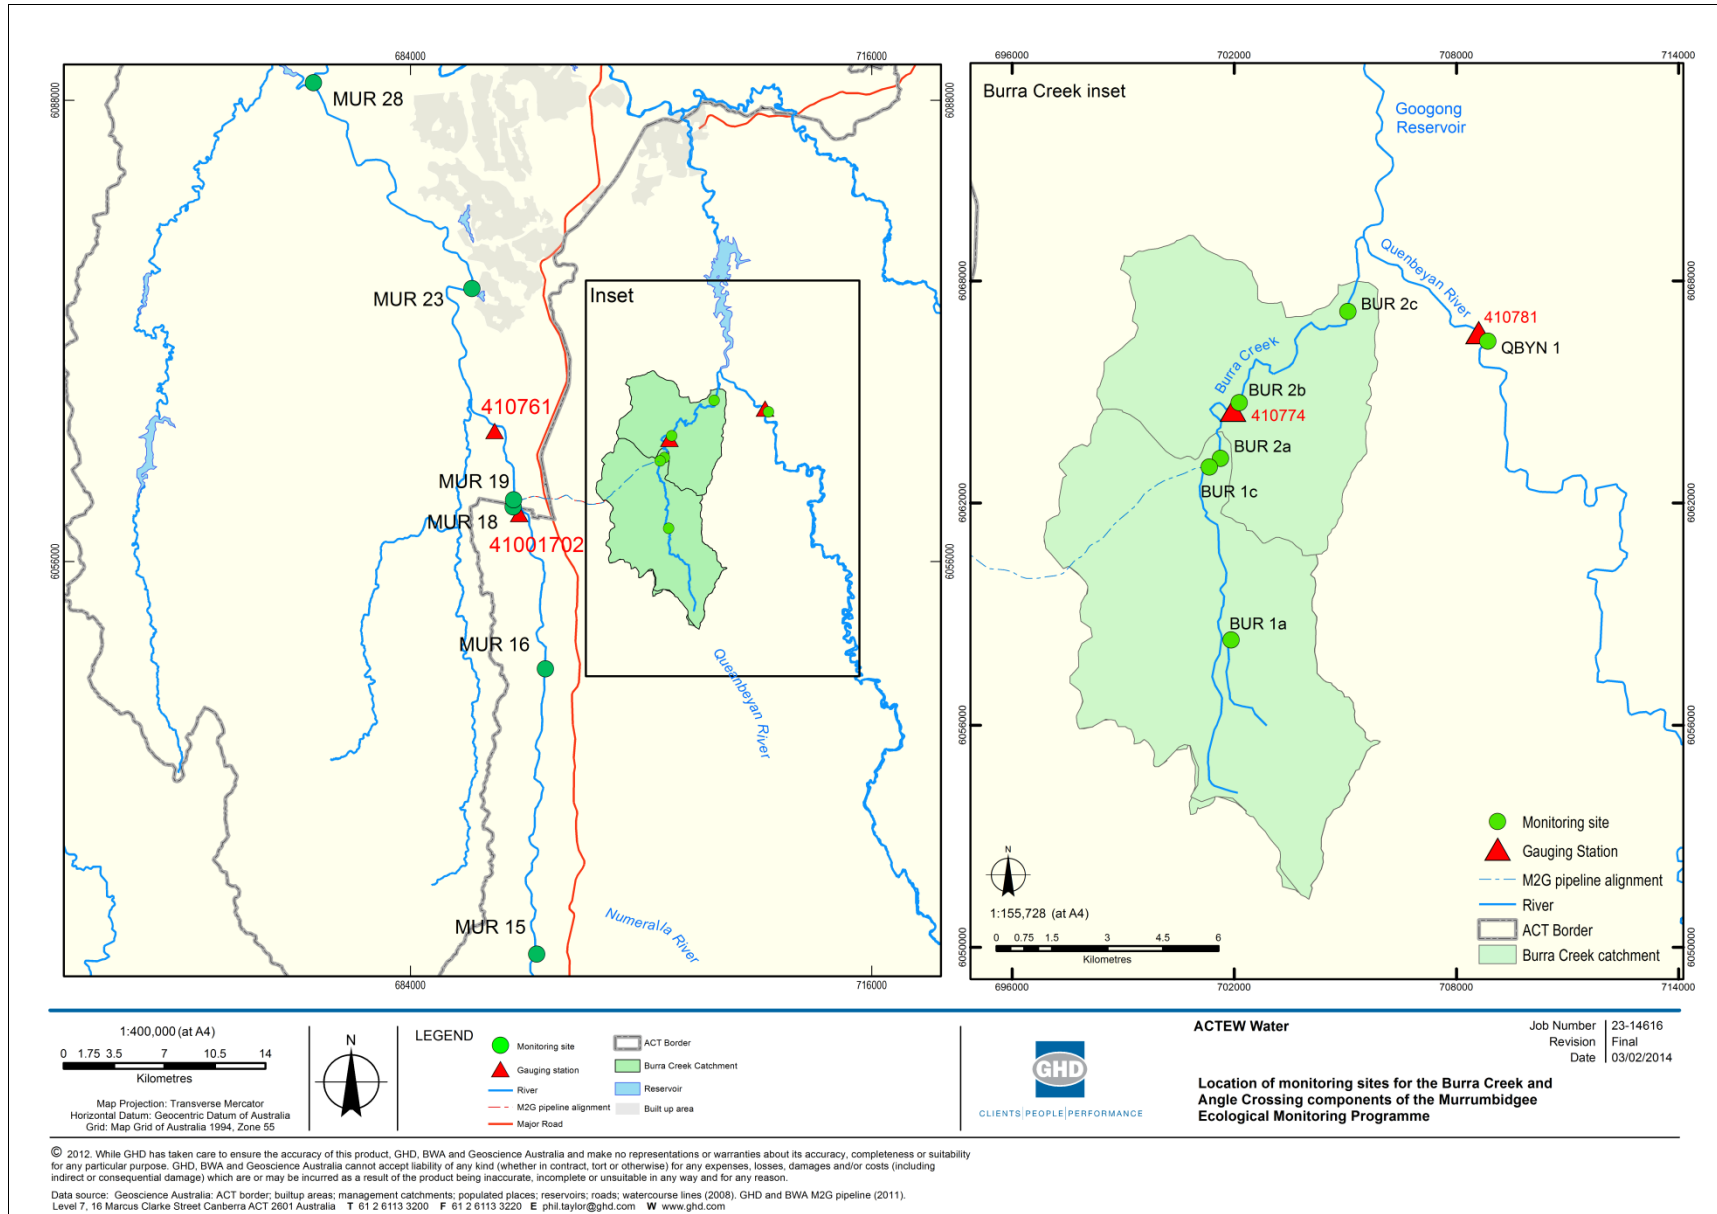 684000
716000
6088000
6088000
MUR 28
MUR 23
Inset
410761
MUR 19
MUR 18
41001702
6056000
6056000
MUR 16
Queanbeyan River
MUR 15
Numeralla River
684000
716000
696000
702000
708000
714000
Burra Creek inset
Googong
Reservoir
Quenbeyan River
6068000
6068000
BUR 2c
410781
QBYN 1
Burra Creek
BUR 2b
410774
BUR 2a
BUR 1c
6062000
6062000
BUR 1a
6056000
6056000
N
1:155,728 (at A4)
0 0.75 1.5 3 4.5 6
Kilometres
Monitoring site
Gauging Station
M2G pipeline alignment
River
ACT Border
Burra Creek catchment
6050000
6050000
696000
702000
708000
714000
1:400,000 (at A4)
0 1.75 3.5 7 10.5 14
Kilometres
Map Projection: Transverse Mercator
Horizontal Datum: Geocentric Datum of Australia
Grid: Map Grid of Australia 1994, Zone 55
N
LEGEND
Monitoring site
Gauging station
River
M2G pipeline alignment
Major Road
ACT Border
Burra Creek Catchment
Reservoir
Built up area
GHD
CLIENTS PEOPLE PERFORMANCE
ACTEW Water
Location of monitoring sites for the Burra Creek and
Angle Crossing components of the Murrumbidgee
Ecological Monitoring Programme
Job Number 23-14616
Revision Final
Date 03/02/2014
© 2012. While GHD has taken care to ensure the accuracy of this product, GHD, BWA and Geoscience Australia and make no representations or warranties about its accuracy, completeness or suitability
for any particular purpose. GHD, BWA and Geoscience Australia cannot accept liability of any kind (whether in contract, tort or otherwise) for any expenses, losses, damages and/or costs (including
indirect or consequential damage) which are or may be incurred as a result of the product being inaccurate, incomplete or unsuitable in any way and for any reason.
Data source: Geoscience Australia: ACT border; builtup areas; management catchments; populated places; reservoirs; roads; watercourse lines (2008). GHD and BWA M2G pipeline (2011).
Level 7, 16 Marcus Clarke Street Canberra ACT 2601 Australia T 61 2 6113 3200 F 61 2 6113 3220 E phil.taylor@ghd.com W www.ghd.com